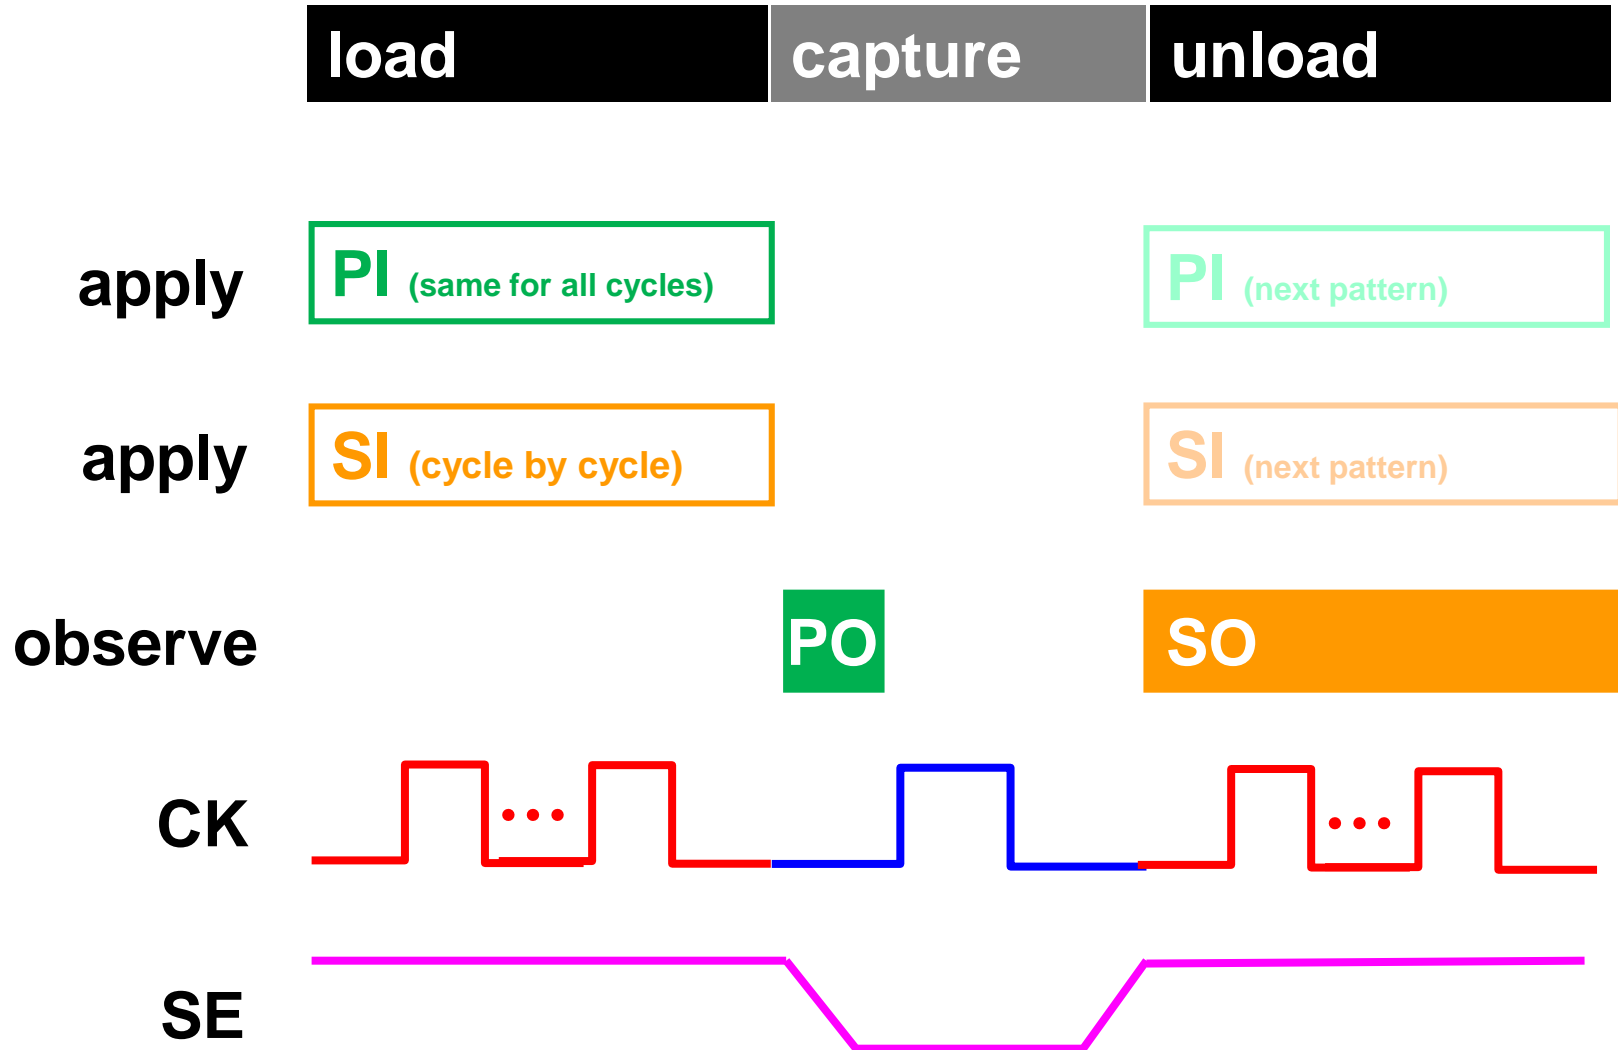 load capture unload
apply PI (same for all cycles) PI (next pattern)
apply SI (cycle by cycle) SI (next pattern)
observe PO SO
CK
SE